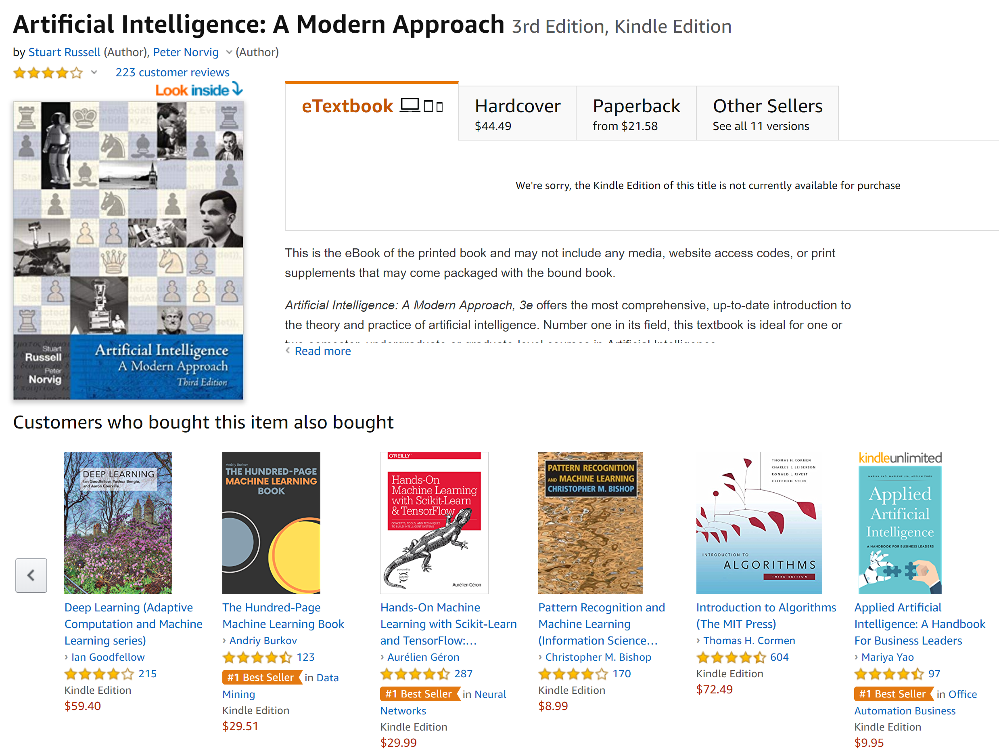 Artificial Intelligence: A Modern Approach 3rd Edition, Kindle Edition
by Stuart Russell (Author), Peter Norvig (Author)
223 customer reviews
Look inside
eTextbook
Hardcover
$44.49
Paperback
from $21.58
Other Sellers
See all 11 versions
We're sorry, the Kindle Edition of this title is not currently available for purchase
This is the eBook of the printed book and may not include any media, website access codes, or print
supplements that may come packaged with the bound book.
Artificial Intelligence: A Modern Approach, 3e offers the most comprehensive, up-to-date introduction to
the theory and practice of artificial intelligence. Number one in its field, this textbook is ideal for one or
Read more
Stuart
Russell
Peter
Norvig
Artificial Intelligence
A Modern Approach
Third Edition
Customers who bought this item also bought
DEEP LEARNING
Ian Goodfellow, Yoshua Bengio,
and Aaron Courville
Deep Learning (Adaptive
Computation and Machine
Learning series)
Ian Goodfellow
215
Kindle Edition
$59.40
Andriy Burkov
THE HUNDRED-PAGE
MACHINE LEARNING
BOOK
The Hundred-Page
Machine Learning Book
Andriy Burkov
123
#1 Best Seller in Data
Mining
Kindle Edition
$29.51
O'REILLY
Hands-On
Machine Learning
with Scikit-Learn
& TensorFlow
CONCEPTS, TOOLS, AND TECHNIQUES
TO BUILD INTELLIGENT SYSTEMS
powered by
jupyter
Aurélien Géron
Hands-On Machine
Learning with Scikit-Learn
and TensorFlow:...
Aurélien Géron
287
#1 Best Seller in Neural
Networks
Kindle Edition
$29.99
PATTERN RECOGNITION
AND MACHINE LEARNING
CHRISTOPHER M. BISHOP
Pattern Recognition and
Machine Learning
(Information Science...
Christopher M. Bishop
170
Kindle Edition
$8.99
THOMAS H. CORMEN
CHARLES E. LEISERSON
RONALD L. RIVEST
CLIFFORD STEIN
INTRODUCTION TO
ALGORITHMS
THIRD EDITION
Introduction to Algorithms
(The MIT Press)
Thomas H. Cormen
604
Kindle Edition
$72.49
kindleunlimited
MARIYA YAO, MARLENE JIA, ADELYN ZHOU
Applied
Artificial
Intelligence
A HANDBOOK FOR BUSINESS LEADERS
Applied Artificial
Intelligence: A Handbook
For Business Leaders
Mariya Yao
97
#1 Best Seller in Office
Automation Business
Kindle Edition
$9.95